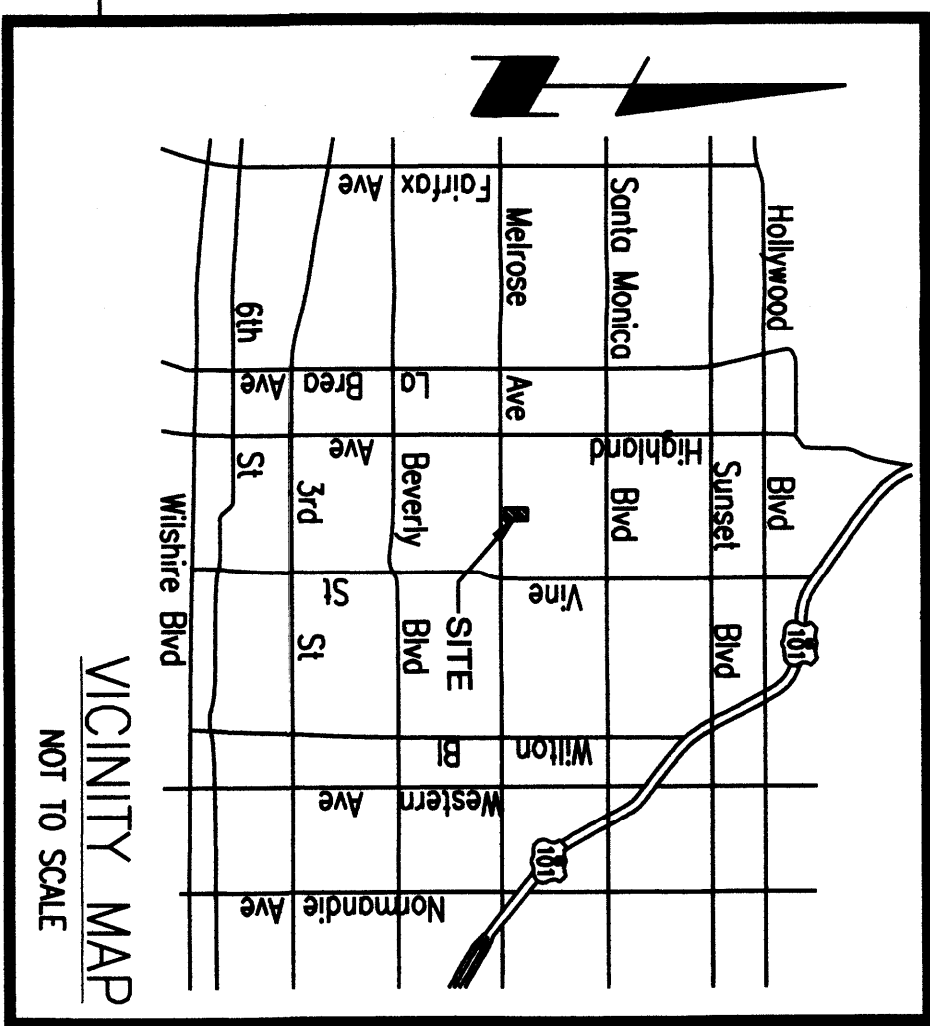 Hollywood Blvd
Sunset Blvd
Santa Monica Blvd
Melrose Ave
Beverly Blvd
3rd St
6th St
Wilshire Blvd
Fairfax Ave
La Brea Ave
Highland Ave
Vine St
Wilton Bl
Western Ave
Normandie Ave
101
101
SITE
VICINITY MAP
NOT TO SCALE